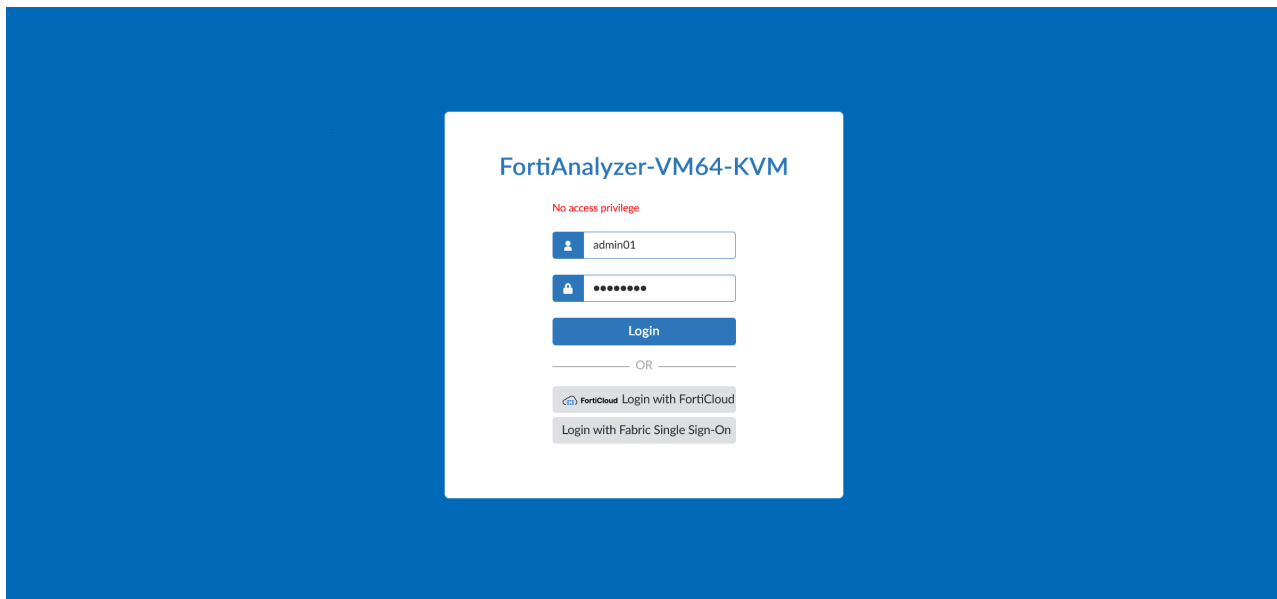 FortiAnalyzer-VM64-KVM
No access privilege
admin01
●●●●●●●●
Login
OR
FortiCloud Login with FortiCloud
Login with Fabric Single Sign-On